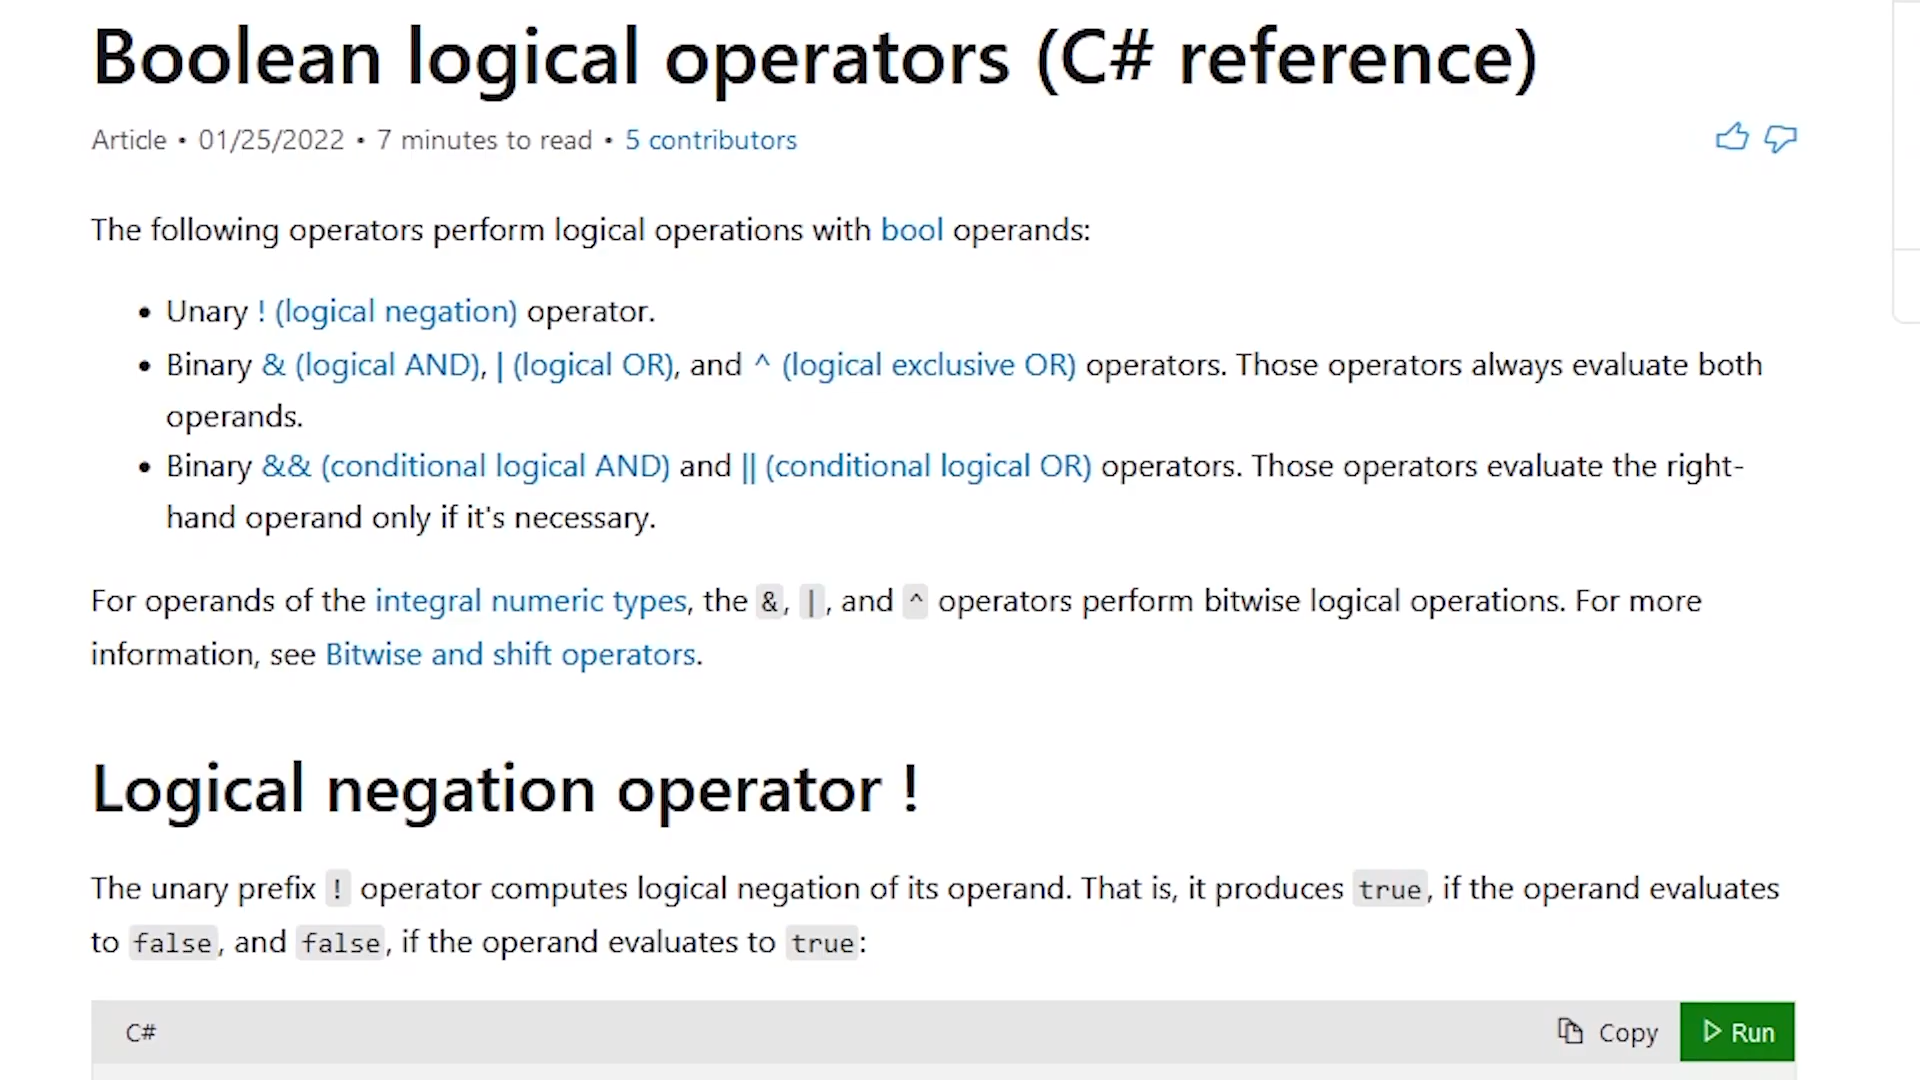 Boolean logical operators (C# reference)
Article • 01/25/2022 • 7 minutes to read • 5 contributors
The following operators perform logical operations with bool operands:
• Unary ! (logical negation) operator.
• Binary & (logical AND), | (logical OR), and ^ (logical exclusive OR) operators. Those operators always evaluate both
operands.
• Binary && (conditional logical AND) and || (conditional logical OR) operators. Those operators evaluate the right-
hand operand only if it's necessary.
For operands of the integral numeric types, the &, |, and ^ operators perform bitwise logical operations. For more
information, see Bitwise and shift operators.
Logical negation operator !
The unary prefix ! operator computes logical negation of its operand. That is, it produces true, if the operand evaluates
to false, and false, if the operand evaluates to true:
C# Copy Run